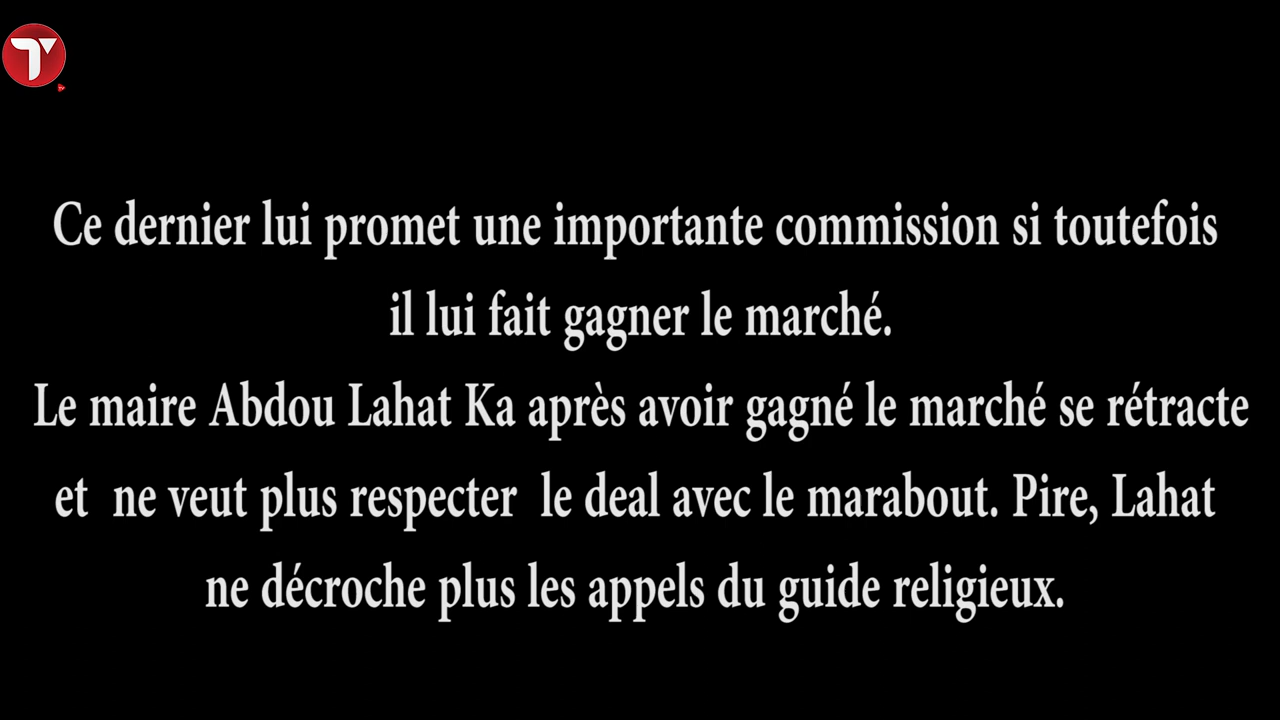 Ce dernier lui promet une importante commission si toutefois
il lui fait gagner le marché.
Le maire Abdou Lahat Ka après avoir gagné le marché se rétracte
et ne veut plus respecter le deal avec le marabout. Pire, Lahat
ne décroche plus les appels du guide religieux.